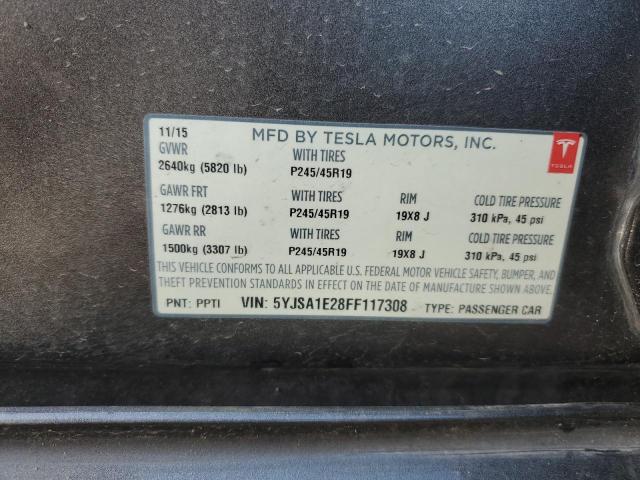 11/15 MFD BY TESLA MOTORS, INC.
GVWR WITH TIRES
2640kg (5820 lb) P245/45R19
TESLA
GAWR FRT WITH TIRES RIM COLD TIRE PRESSURE
1276kg (2813 lb) P245/45R19 19X8 J 310 kPa, 45 psi
GAWR RR WITH TIRES RIM COLD TIRE PRESSURE
1500kg (3307 lb) P245/45R19 19X8 J 310 kPa, 45 psi
THIS VEHICLE CONFORMS TO ALL APPLICABLE U.S. FEDERAL MOTOR VEHICLE SAFETY, BUMPER, AND
THEFT PREVENTION STANDARDS IN EFFECT ON THE DATE OF MANUFACTURE SHOWN ABOVE.
PNT: PPTI VIN: 5YJSA1E28FF117308 TYPE: PASSENGER CAR